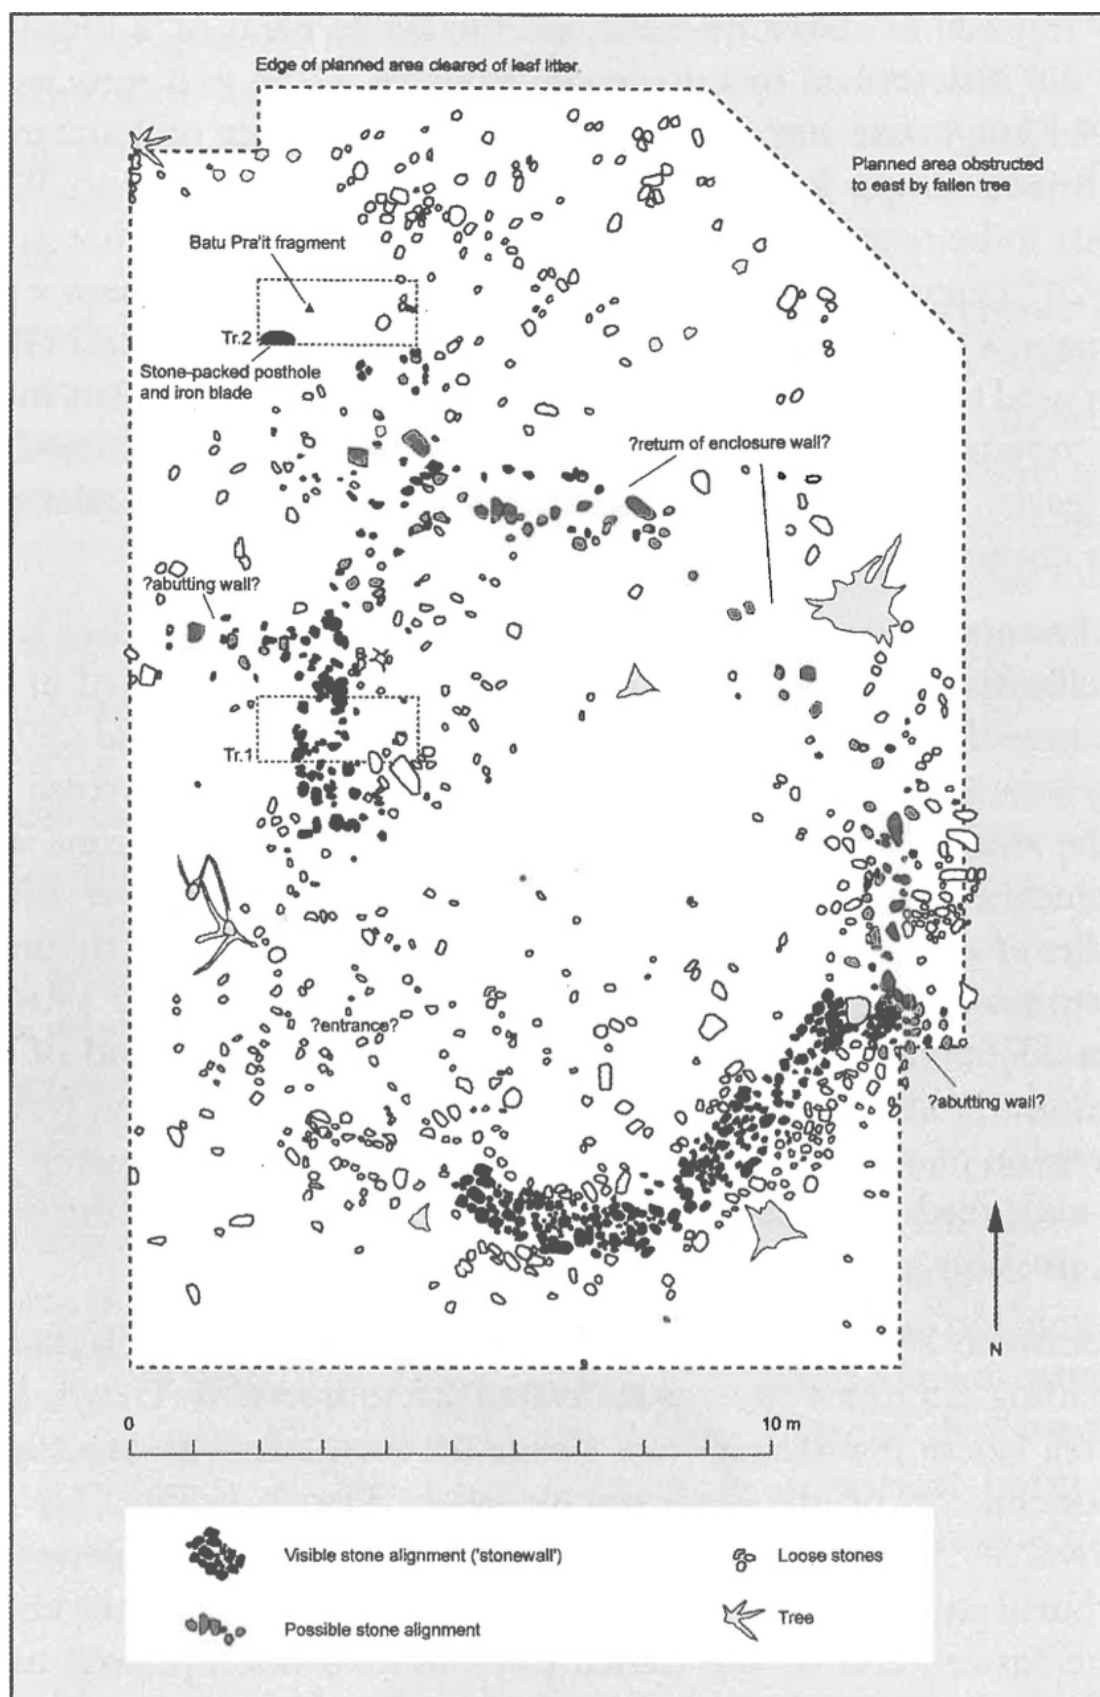 Edge of planned area cleared of leaf litter.
Planned area obstructed
to east by fallen tree
Batu Pra'it fragment
Tr.2
Stone-packed posthole
and iron blade
?return of enclosure wall?
?abutting wall?
Tr.1
?entrance?
?abutting wall?
N
0
10 m
Visible stone alignment ('stonewall')
Loose stones
Possible stone alignment
Tree